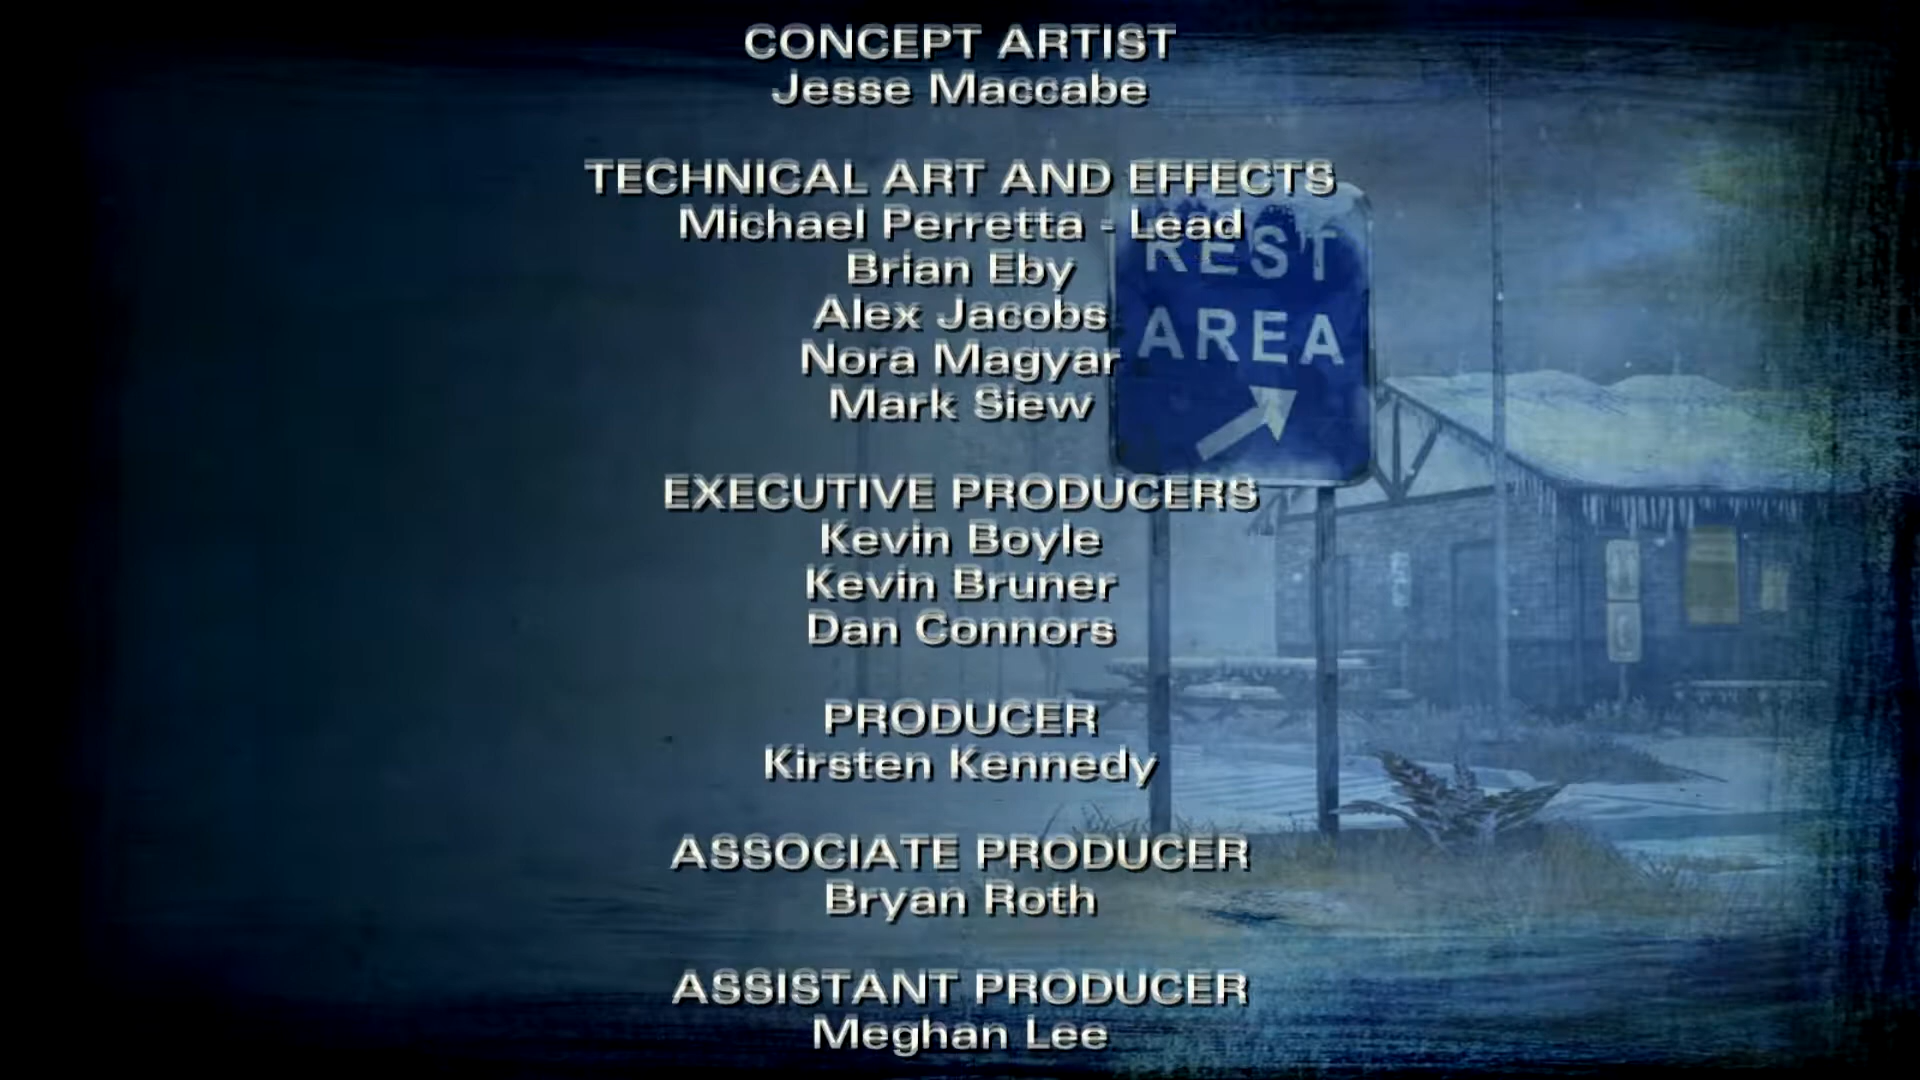 CONCEPT ARTIST
Jesse Maccabe
TECHNICAL ART AND EFFECTS
Michael Perretta - Lead
Brian Eby
Alex Jacobs
Nora Magyar
Mark Siew
EXECUTIVE PRODUCERS
Kevin Boyle
Kevin Bruner
Dan Connors
PRODUCER
Kirsten Kennedy
ASSOCIATE PRODUCER
Bryan Roth
ASSISTANT PRODUCER
Meghan Lee
REST
AREA